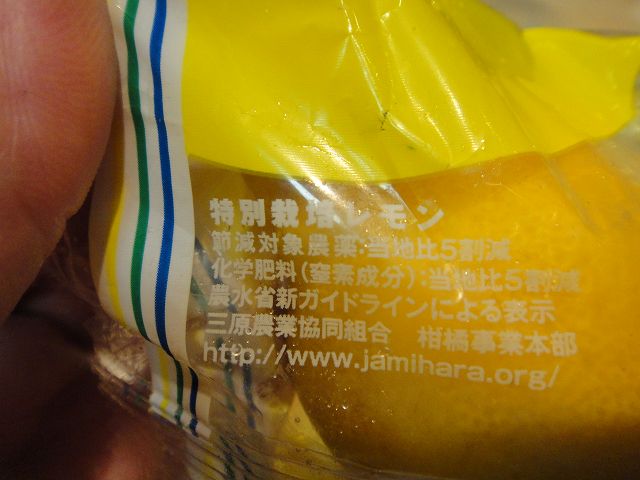 特別栽培レモン
節減対象農薬:当地比5割減
化学肥料(窒素成分):当地比5割減
農水省新ガイドラインによる表示
三原農業協同組合　柑橘事業本部
http://www.jamihara.org/